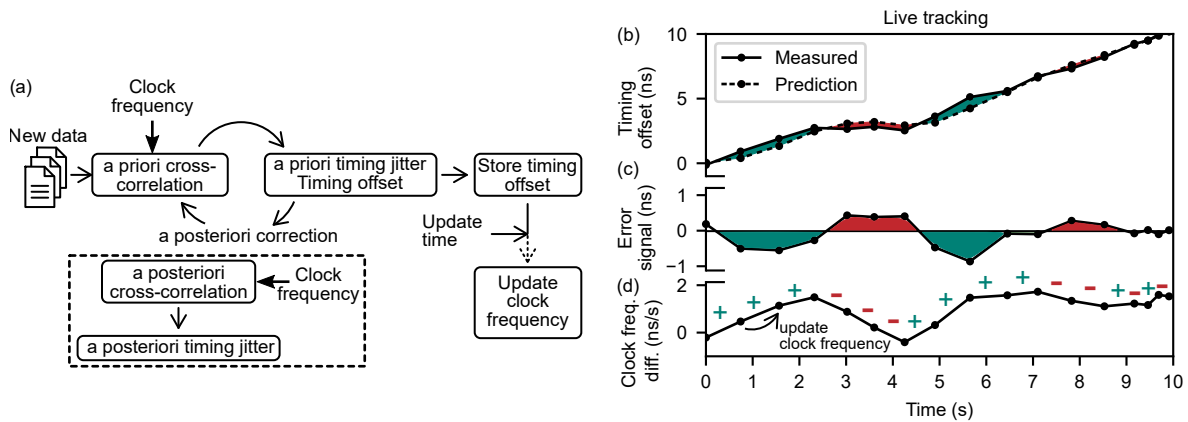 (a)
Clock
frequency
New data
a priori cross-
correlation
a priori timing jitter
Timing offset
Store timing
offset
a posteriori correction
Update
time
a posteriori
cross-correlation
Clock
frequency
a posteriori timing jitter
Update
clock
frequency
Live tracking
(b)
Timing
offset (ns)
10
5
0
Measured
Prediction
(c)
Error
signal (ns)
1
0
−1
(d)
Clock freq.
diff. (ns/s)
2
0
+ + + - - - + + + + - - + - + -
update
clock frequency
0 1 2 3 4 5 6 7 8 9 10
Time (s)